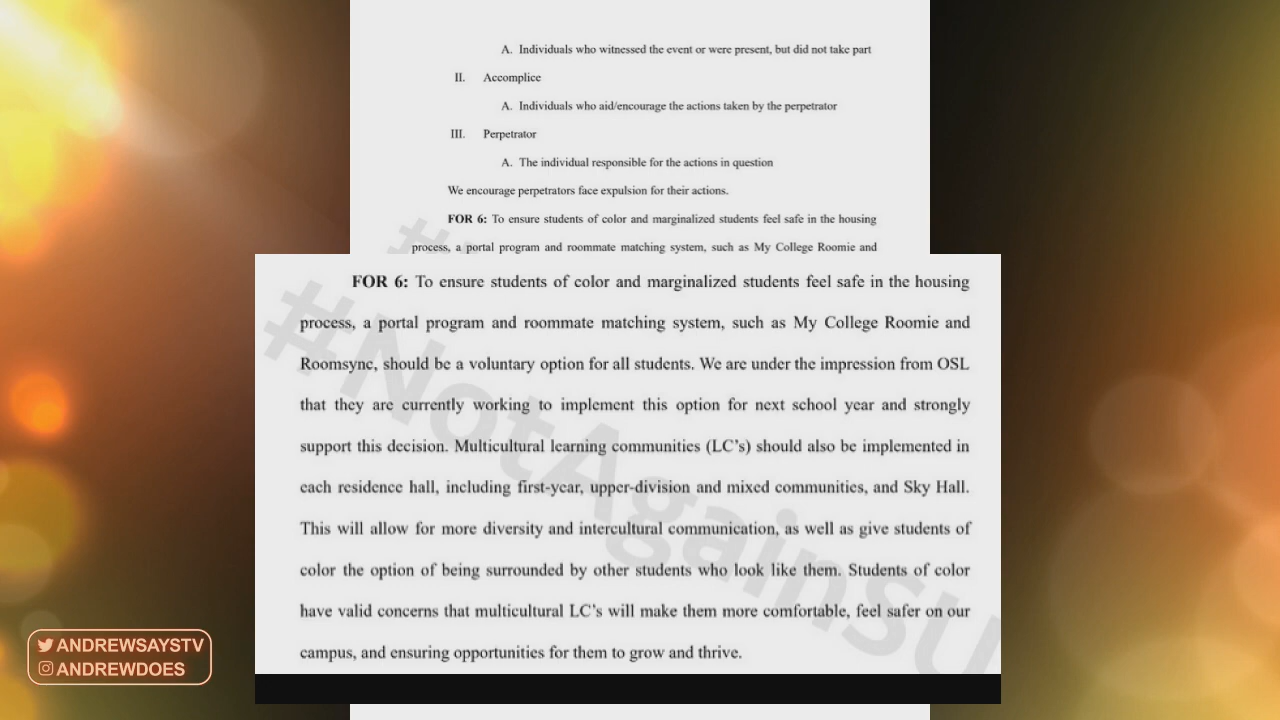 A. Individuals who witnessed the event or were present, but did not take part
II. Accomplice
A. Individuals who aid/encourage the actions taken by the perpetrator
III. Perpetrator
A. The individual responsible for the actions in question
We encourage perpetrators face expulsion for their actions.
FOR 6: To ensure students of color and marginalized students feel safe in the housing
process, a portal program and roommate matching system, such as My College Roomie and
FOR 6: To ensure students of color and marginalized students feel safe in the housing
process, a portal program and roommate matching system, such as My College Roomie and
Roomsync, should be a voluntary option for all students. We are under the impression from OSL
that they are currently working to implement this option for next school year and strongly
support this decision. Multicultural learning communities (LC's) should also be implemented in
each residence hall, including first-year, upper-division and mixed communities, and Sky Hall.
This will allow for more diversity and intercultural communication, as well as give students of
color the option of being surrounded by other students who look like them. Students of color
have valid concerns that multicultural LC's will make them more comfortable, feel safer on our
campus, and ensuring opportunities for them to grow and thrive.
#NotAgainSU
ANDREWSAYSTV
ANDREWDOES